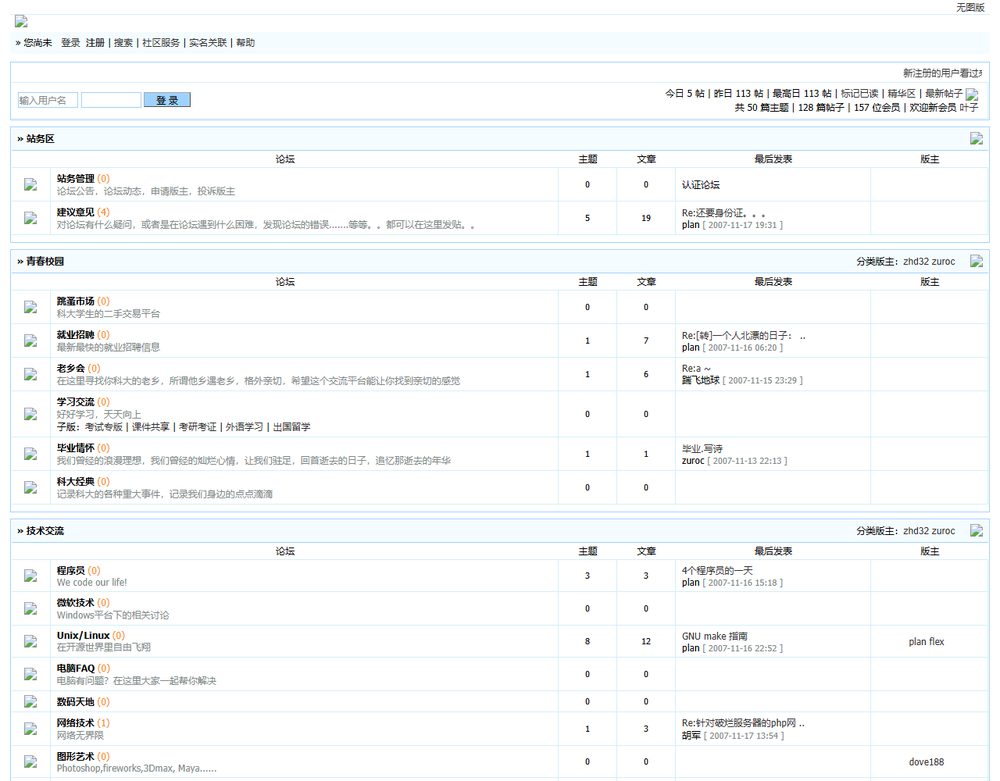 无图版
» 您尚未 登录 注册 | 搜索 | 社区服务 | 实名关联 | 帮助
新注册的用户看过
输入用户名 登 录
今日 5 帖 | 昨日 113 帖 | 最高日 113 帖 | 标记已读 | 精华区 | 最新帖子
共 50 篇主题 | 128 篇帖子 | 157 位会员 | 欢迎新会员 叶子
» 站务区
论坛 主题 文章 最后发表 版主
站务管理 (0)
论坛公告，论坛动态，申请版主，投诉版主
0 0 认证论坛
建议意见 (4)
对论坛有什么疑问，或者是在论坛遇到什么困难，发现论坛的错误.......等等。。都可以在这里发贴。。
5 19 Re:还要身份证。。。
plan [ 2007-11-17 19:31 ]
» 青春校园 分类版主：zhd32 zuroc
论坛 主题 文章 最后发表 版主
跳蚤市场 (0)
科大学生的二手交易平台
0 0
就业招聘 (0)
最新最快的就业招聘信息
1 7 Re:[转]一个人北漂的日子： ..
plan [ 2007-11-16 06:20 ]
老乡会 (0)
在这里寻找你科大的老乡，所谓他乡遇老乡，格外亲切，希望这个交流平台能让你找到亲切的感觉
1 6 Re:a ~
踹飞地球 [ 2007-11-15 23:29 ]
学习交流 (0)
好好学习，天天向上
子版：考试专版 | 课件共享 | 考研考证 | 外语学习 | 出国留学
0 0
毕业情怀 (0)
我们曾经的浪漫理想，我们曾经的灿烂心情，让我们驻足，回首逝去的日子，追忆那逝去的年华
1 1 毕业,写诗
zuroc [ 2007-11-13 22:13 ]
科大经典 (0)
记录科大的各种重大事件，记录我们身边的点点滴滴
0 0
» 技术交流 分类版主：zhd32 zuroc
论坛 主题 文章 最后发表 版主
程序员 (0)
We code our life!
3 3 4个程序员的一天
plan [ 2007-11-16 15:18 ]
微软技术 (0)
Windows平台下的相关讨论
0 0
Unix/Linux (0)
在开源世界里自由飞翔
8 12 GNU make 指南
plan [ 2007-11-16 22:52 ]
plan flex
电脑FAQ (0)
电脑有问题？在这里大家一起帮你解决
0 0
数码天地 (0)
0 0
网络技术 (1)
网络无界限
1 3 Re:针对破烂服务器的php网 ..
胡军 [ 2007-11-17 13:54 ]
图形艺术 (0)
Photoshop,fireworks,3Dmax, Maya......
0 0 dove188